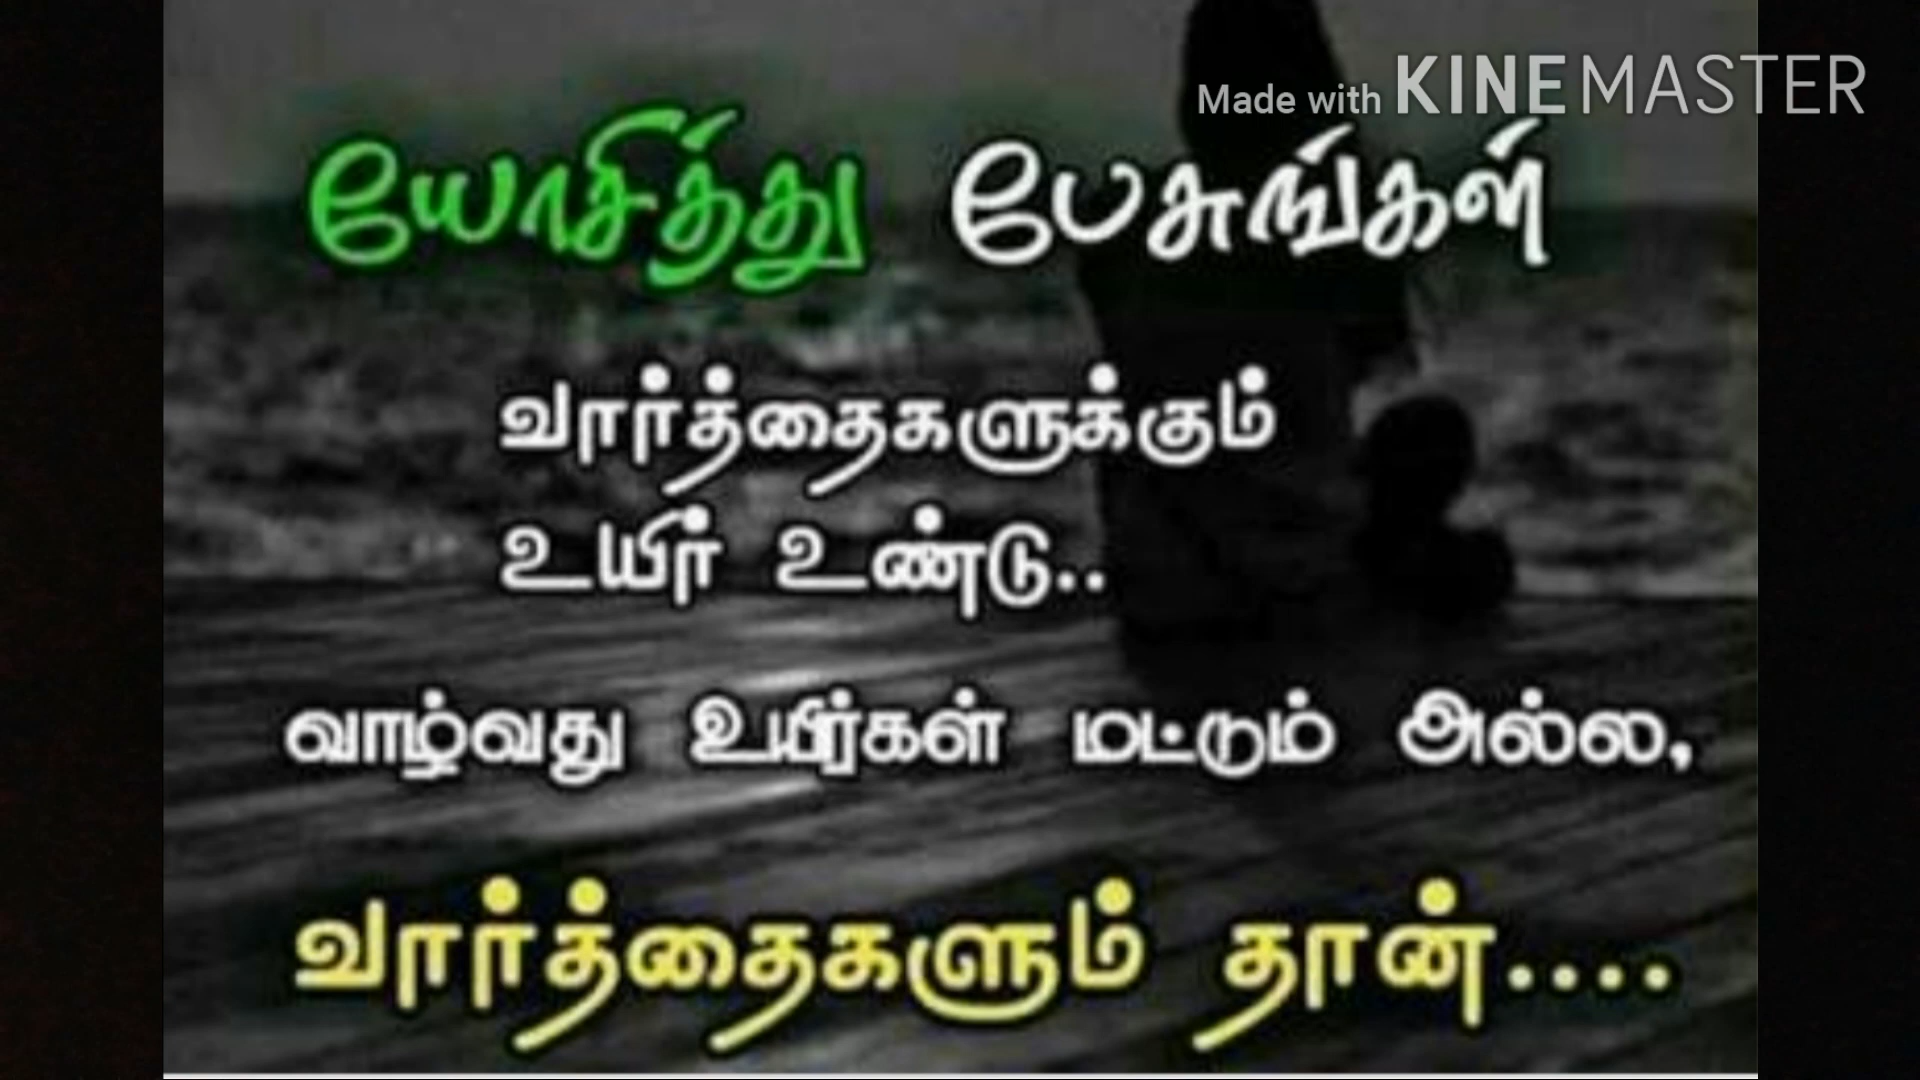 Made with KINEMASTER
யோசித்து பேசுங்கள்
வார்த்தைகளுக்கும்
உயிர் உண்டு..
வாழ்வது உயிர்கள் மட்டும் அல்ல,
வார்த்தைகளும் தான்....